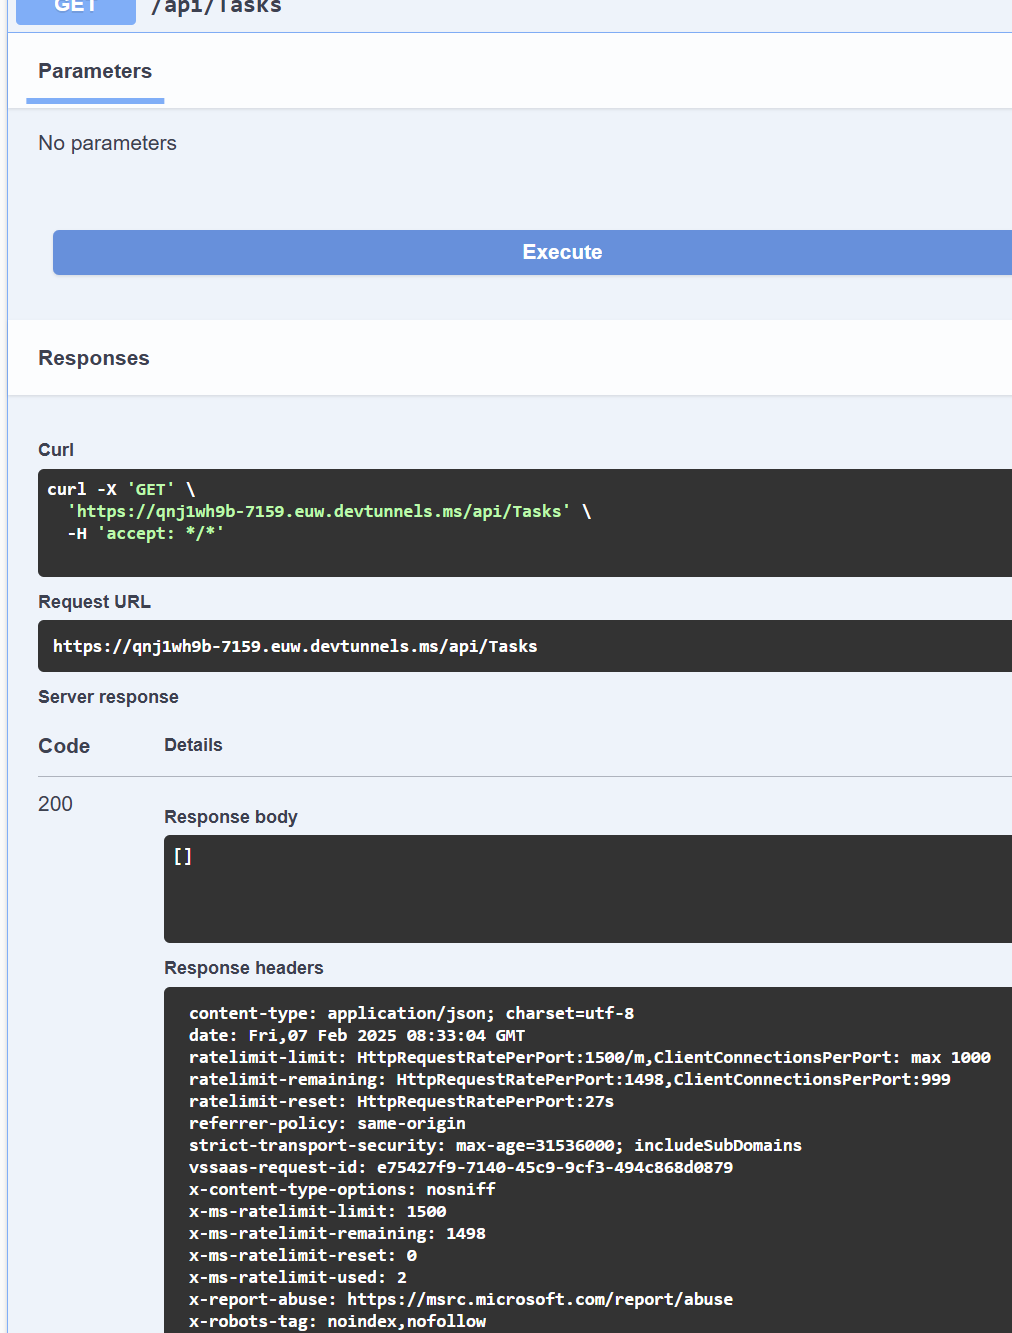 GET /api/Tasks
Parameters
No parameters
Execute
Responses
Curl
curl -X 'GET' \
  'https://qnj1wh9b-7159.euw.devtunnels.ms/api/Tasks' \
  -H 'accept: */*'
Request URL
https://qnj1wh9b-7159.euw.devtunnels.ms/api/Tasks
Server response
Code Details
200
Response body
[]
Response headers
content-type: application/json; charset=utf-8
date: Fri,07 Feb 2025 08:33:04 GMT
ratelimit-limit: HttpRequestRatePerPort:1500/m,ClientConnectionsPerPort: max 1000
ratelimit-remaining: HttpRequestRatePerPort:1498,ClientConnectionsPerPort:999
ratelimit-reset: HttpRequestRatePerPort:27s
referrer-policy: same-origin
strict-transport-security: max-age=31536000; includeSubDomains
vssaas-request-id: e75427f9-7140-45c9-9cf3-494c868d0879
x-content-type-options: nosniff
x-ms-ratelimit-limit: 1500
x-ms-ratelimit-remaining: 1498
x-ms-ratelimit-reset: 0
x-ms-ratelimit-used: 2
x-report-abuse: https://msrc.microsoft.com/report/abuse
x-robots-tag: noindex,nofollow